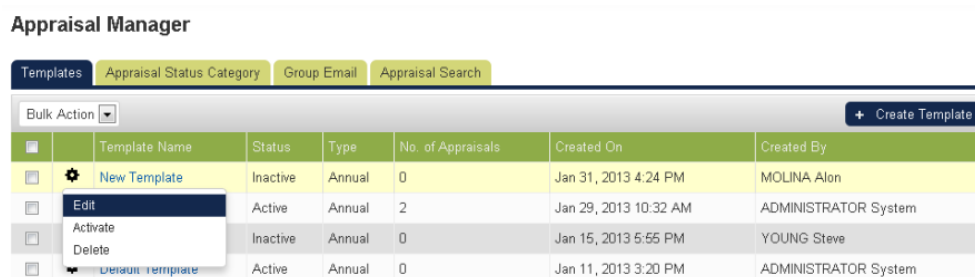 Appraisal Manager
Templates Appraisal Status Category Group Email Appraisal Search
Bulk Action + Create Template
Template Name Status Type No. of Appraisals Created On Created By
New Template Inactive Annual 0 Jan 31, 2013 4:24 PM MOLINA Alon
Edit Active Annual 2 Jan 29, 2013 10:32 AM ADMINISTRATOR System
Activate
Inactive Annual 0 Jan 15, 2013 5:55 PM YOUNG Steve
Delete
Default Template Active Annual 0 Jan 11, 2013 3:20 PM ADMINISTRATOR System